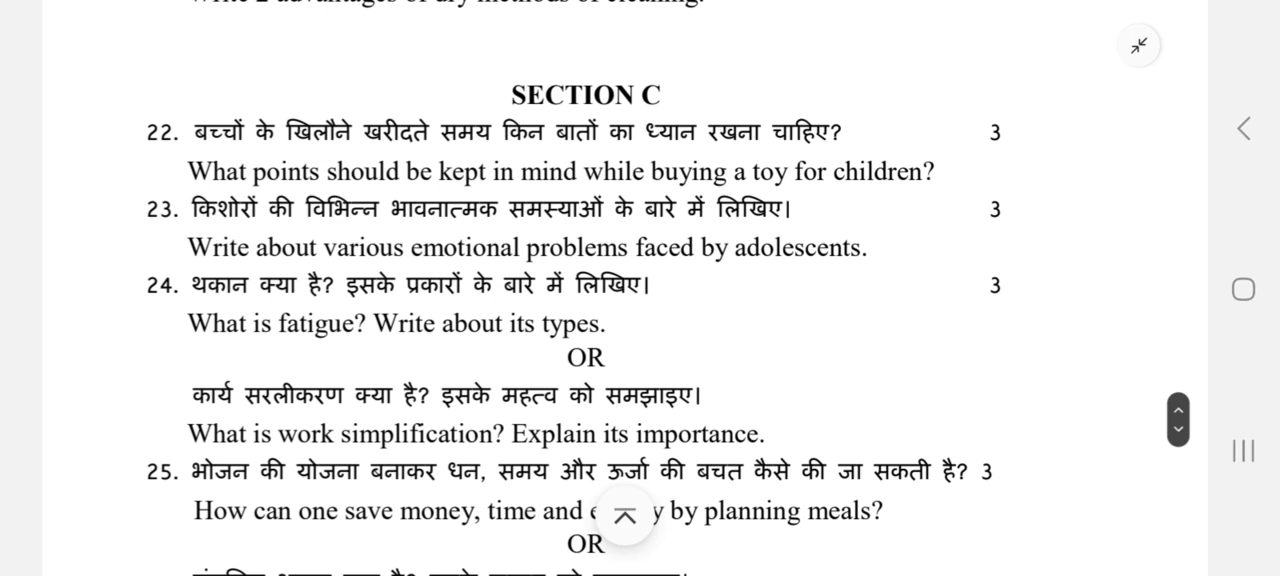 SECTION C
22. बच्चों के खिलौने खरीदते समय किन बातों का ध्यान रखना चाहिए? 3
What points should be kept in mind while buying a toy for children?
23. किशोरों की विभिन्न भावनात्मक समस्याओं के बारे में लिखिए। 3
Write about various emotional problems faced by adolescents.
24. थकान क्या है? इसके प्रकारों के बारे में लिखिए। 3
What is fatigue? Write about its types.
OR
कार्य सरलीकरण क्या है? इसके महत्व को समझाइए।
What is work simplification? Explain its importance.
25. भोजन की योजना बनाकर धन, समय और ऊर्जा की बचत कैसे की जा सकती है? 3
How can one save money, time and by planning meals?
OR